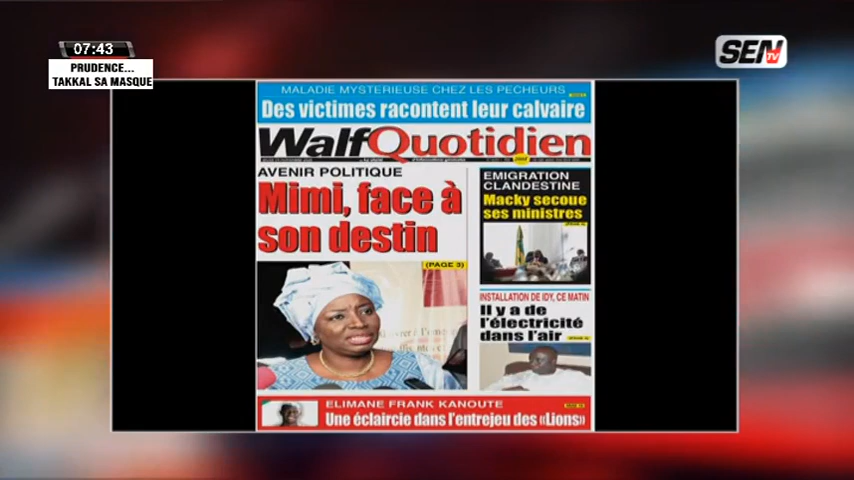 07:43
PRUDENCE...
TAKKAL SA MASQUE
SEN TV
MALADIE MYSTERIEUSE CHEZ LES PECHEURS
Des victimes racontent leur calvaire
WalfQuotidien
AVENIR POLITIQUE
Mimi, face à
son destin
(PAGE 3)
EMIGRATION
CLANDESTINE
Macky secoue
ses ministres
INSTALLATION DE IDY, CE MATIN
Il y a de
l'électricité
dans l'air
ELIMANE FRANK KANOUTE
Une éclaircie dans l'entrejeu des «Lions»